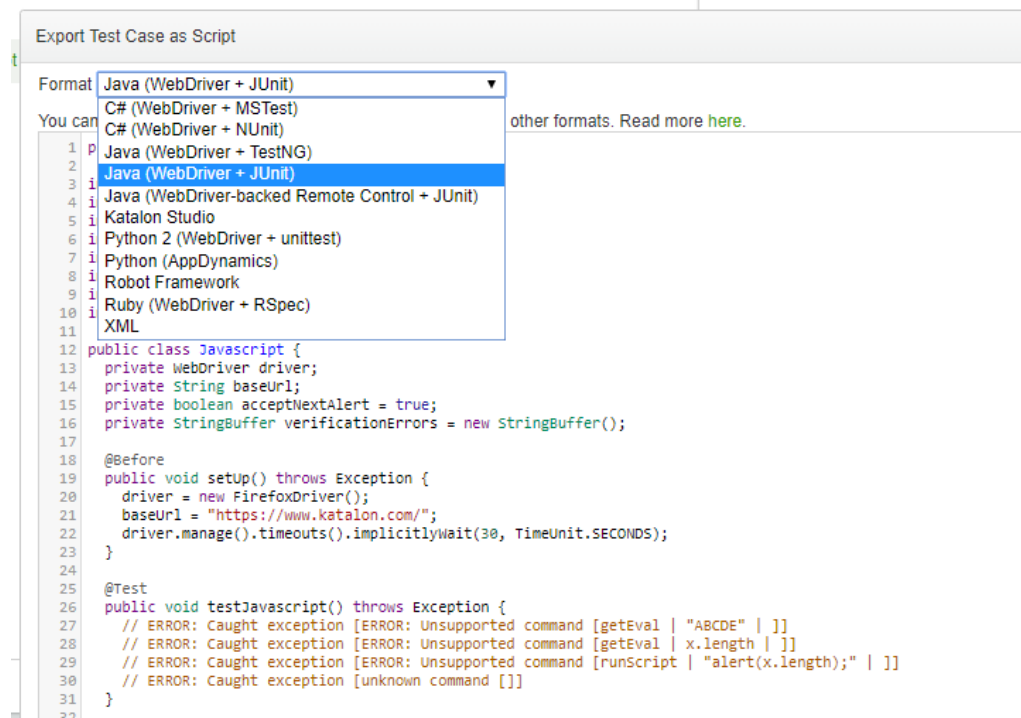 Export Test Case as Script
t
Format Java (WebDriver + JUnit) ▼
C# (WebDriver + MSTest)
You can other formats. Read more here.
C# (WebDriver + NUnit)
1 p
Java (WebDriver + TestNG)
2
Java (WebDriver + JUnit)
3 i
4 i Java (WebDriver-backed Remote Control + JUnit)
5 i Katalon Studio
6 i Python 2 (WebDriver + unittest)
7 i Python (AppDynamics)
8 i Robot Framework
9 i Ruby (WebDriver + RSpec)
10 i
XML
11
12 public class Javascript {
13 private WebDriver driver;
14 private String baseUrl;
15 private boolean acceptNextAlert = true;
16 private StringBuffer verificationErrors = new StringBuffer();
17
18 @Before
19 public void setUp() throws Exception {
20 driver = new FirefoxDriver();
21 baseUrl = "https://www.katalon.com/";
22 driver.manage().timeouts().implicitlyWait(30, TimeUnit.SECONDS);
23 }
24
25 @Test
26 public void testJavascript() throws Exception {
27 // ERROR: Caught exception [ERROR: Unsupported command [getEval | "ABCDE" | ]]
28 // ERROR: Caught exception [ERROR: Unsupported command [getEval | x.length | ]]
29 // ERROR: Caught exception [ERROR: Unsupported command [runScript | "alert(x.length);" | ]]
30 // ERROR: Caught exception [unknown command []]
31 }
32